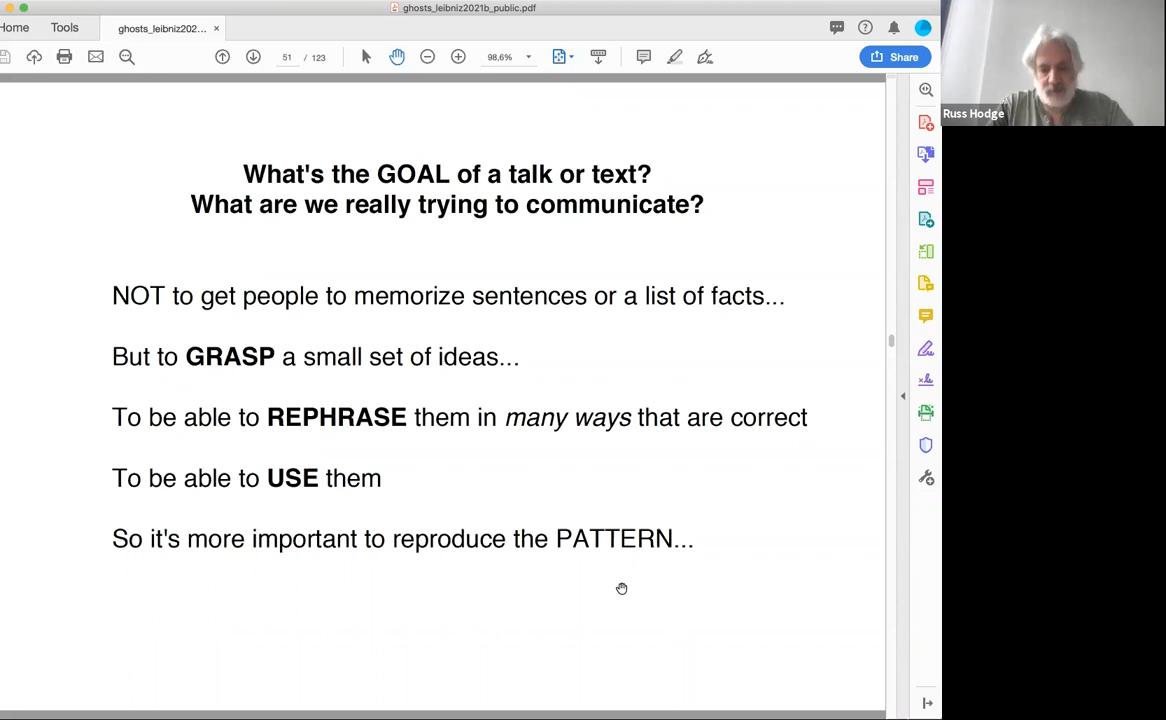 ghosts_leibniz2021b_public.pdf
Home
Tools
ghosts_leibniz202... ×
51 / 123
98,6%
Share
Russ Hodge
What's the GOAL of a talk or text?
What are we really trying to communicate?
NOT to get people to memorize sentences or a list of facts...
But to GRASP a small set of ideas...
To be able to REPHRASE them in many ways that are correct
To be able to USE them
So it's more important to reproduce the PATTERN...